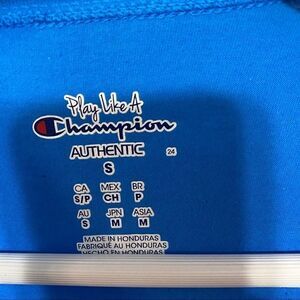 Play Like A
Champion
AUTHENTIC 24
S
CA MEX BR
S/P CH P
AU JPN ASIA
S M M
MADE IN HONDURAS
FABRIQUÉ AU HONDURAS
HECHO EN HONDURAS